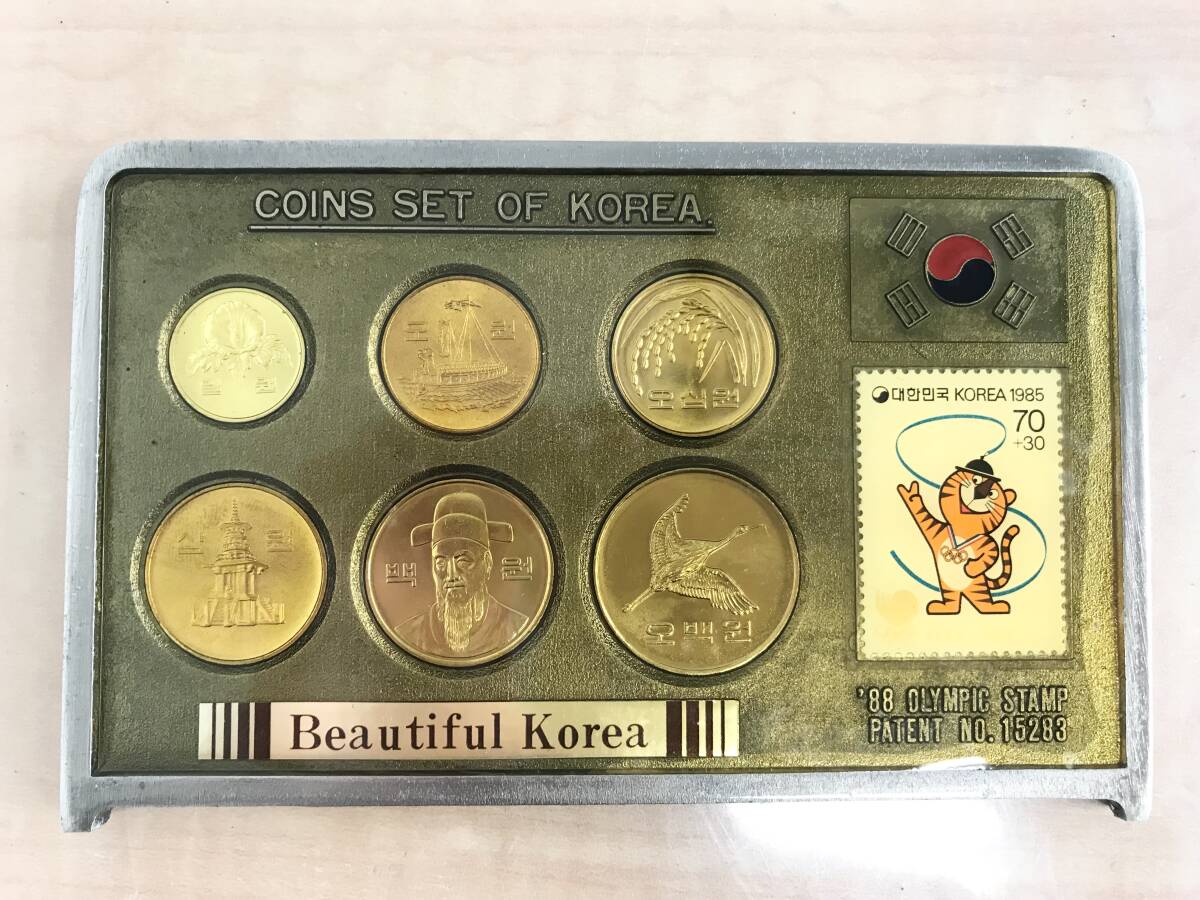 COINS SET OF KOREA.
일 원
오 원
오십원
십 원
백 원
오백원
대한민국 KOREA 1985
70
+30
'88 OLYMPIC STAMP
PATENT NO. 15283
Beautiful Korea